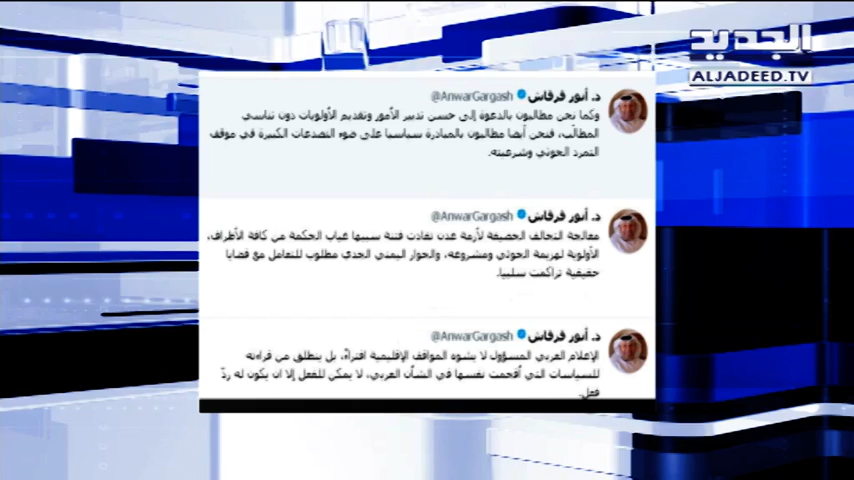 الجديد
ALJADEED.TV
د. أنور قرقاش @AnwarGargash
وكما نحن مطالبون بالدعوة إلى حسن تدبير الأمور وتقديم الأولويات دون تناسي
المطالب، فنحن أيضا مطالبون بالمبادرة سياسيا على ضوء التصدعات الكبيرة في موقف
التمرد الحوثي وشرعيته.
د. أنور قرقاش @AnwarGargash
معالجة التحالف الحصيفة لأزمة عدن تفادت فتنة سببها غياب الحكمة من كافة الأطراف،
الأولوية لهزيمة الحوثي ومشروعه، والحوار اليمني الجدي مطلوب للتعامل مع قضايا
حقيقية تراكمت سلبيا.
د. أنور قرقاش @AnwarGargash
الإعلام العربي المسؤول لا يشوه المواقف الإقليمية افتراءً، بل ينطلق من قراءته
للسياسات التي أقحمت نفسها في الشأن العربي، لا يمكن للفعل إلا ان يكون له ردّ
فعل.